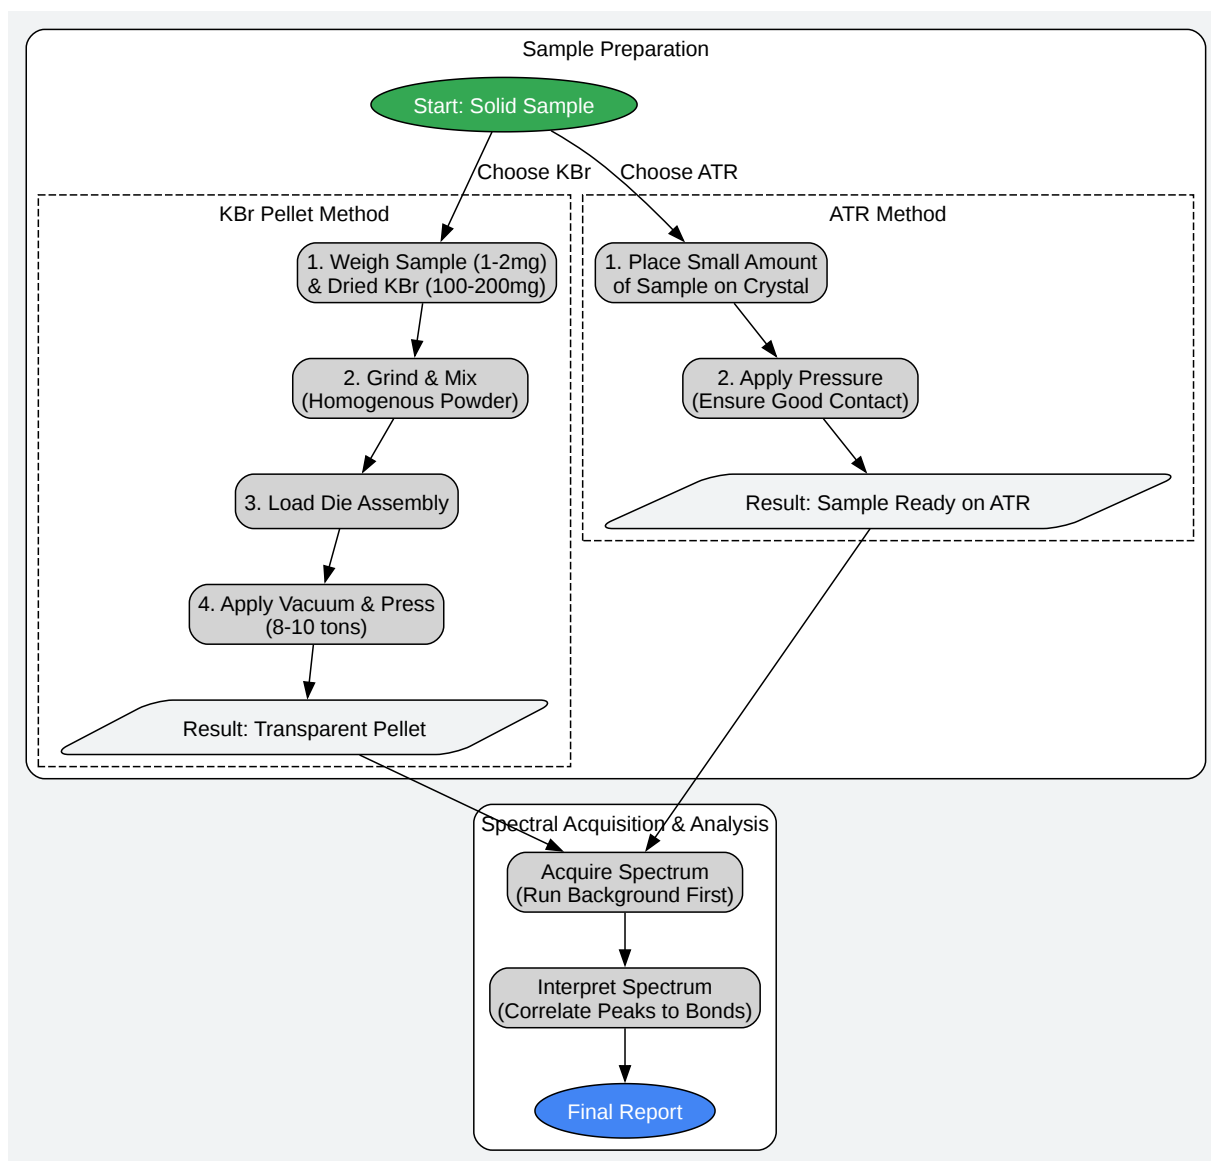 Sample Preparation
Start: Solid Sample
Choose KBr
Choose ATR
KBr Pellet Method
1. Weigh Sample (1-2mg)
& Dried KBr (100-200mg)
2. Grind & Mix
(Homogenous Powder)
3. Load Die Assembly
4. Apply Vacuum & Press
(8-10 tons)
Result: Transparent Pellet
ATR Method
1. Place Small Amount
of Sample on Crystal
2. Apply Pressure
(Ensure Good Contact)
Result: Sample Ready on ATR
Spectral Acquisition & Analysis
Acquire Spectrum
(Run Background First)
Interpret Spectrum
(Correlate Peaks to Bonds)
Final Report